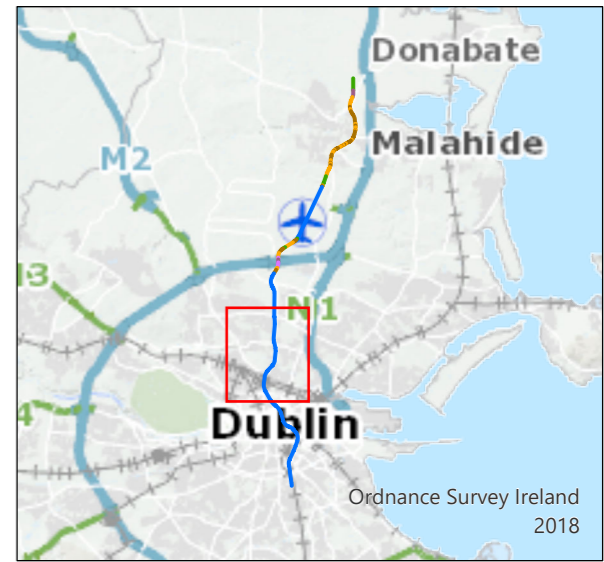 Donabate
Malahide
M2
N1
Dublin
Ordnance Survey Ireland
2018